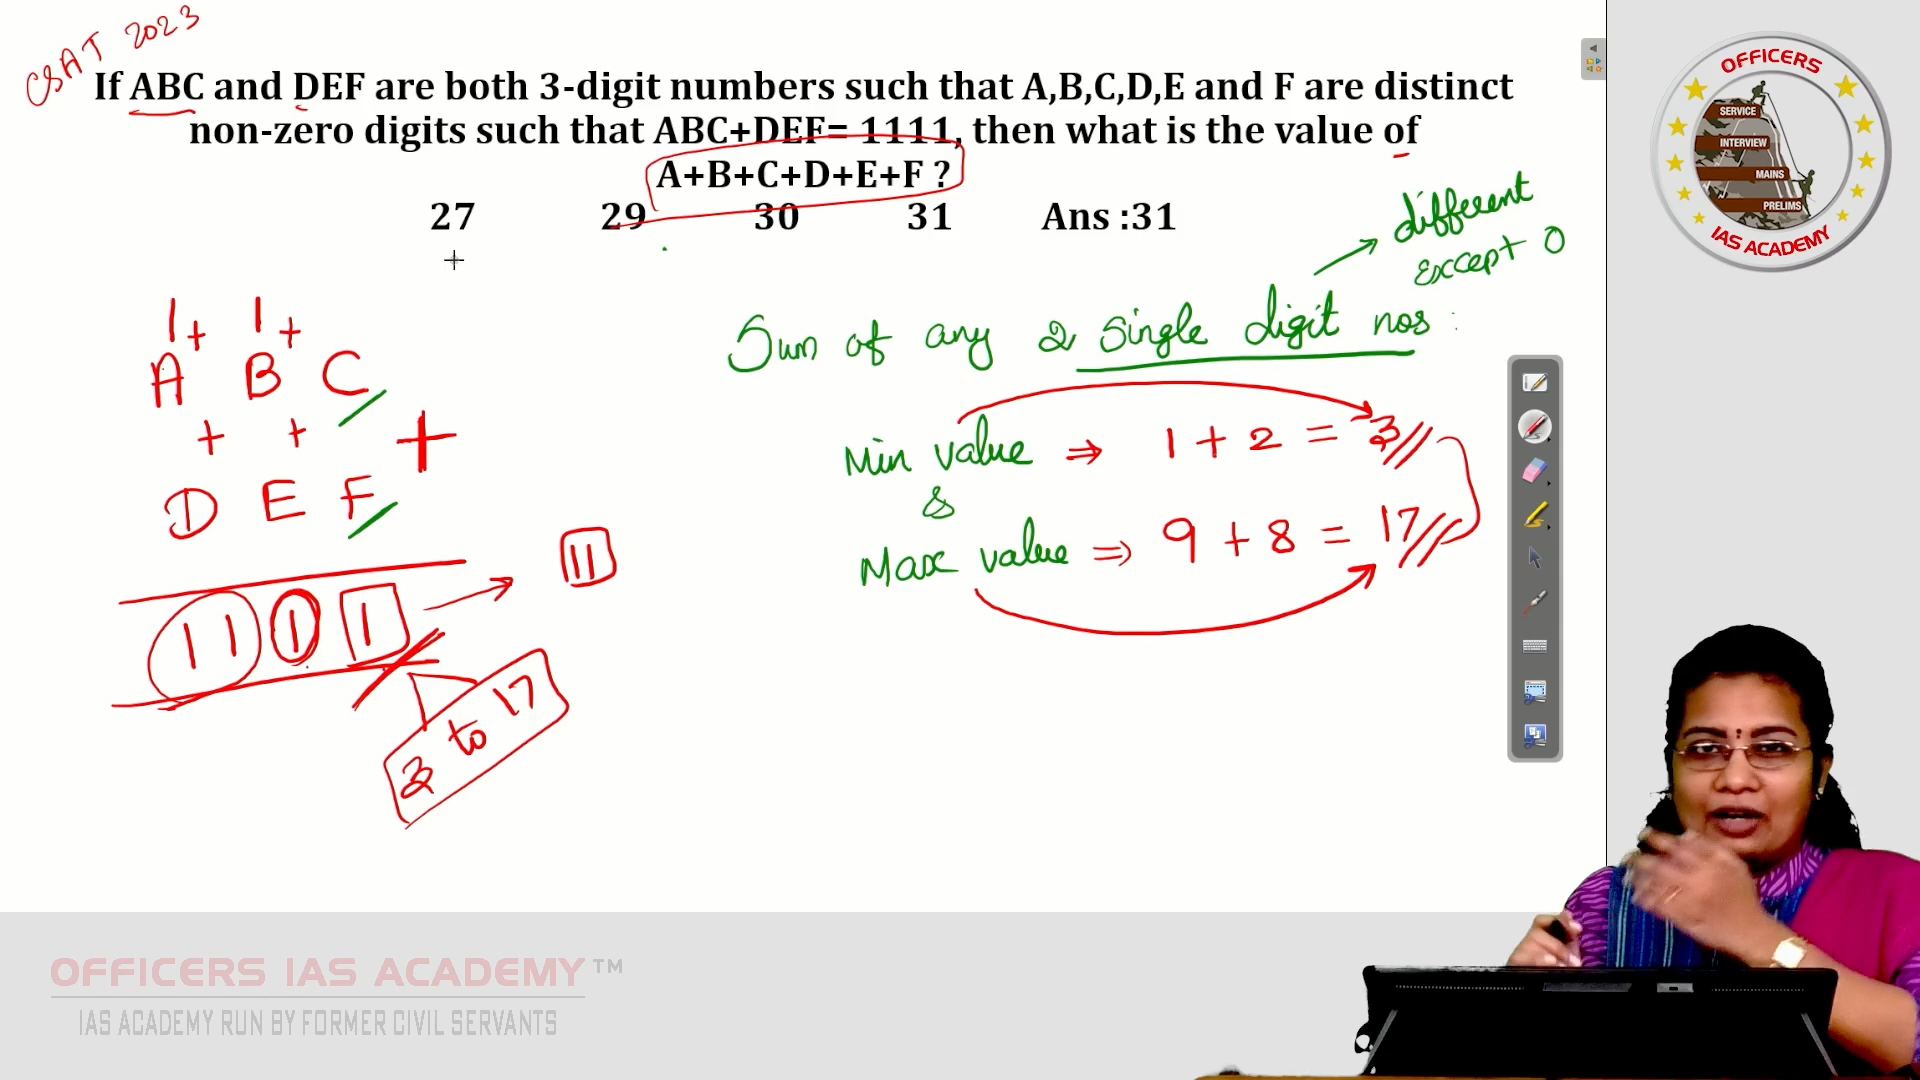 CSAT 2023
If ABC and DEF are both 3-digit numbers such that A,B,C,D,E and F are distinct
non-zero digits such that ABC+DEF= 1111, then what is the value of
A+B+C+D+E+F ?
27 29 30 31 Ans :31
different
except 0
Sum of any 2 single digit nos :
1+ 1+
A B C
+ + +
D E F
1 1 1 1
11
3 to 17
Min value ⇒ 1 + 2 = 3
&
Max value ⇒ 9 + 8 = 17
OFFICERS
SERVICE
INTERVIEW
MAINS
PRELIMS
IAS ACADEMY
OFFICERS IAS ACADEMY™
IAS ACADEMY RUN BY FORMER CIVIL SERVANTS